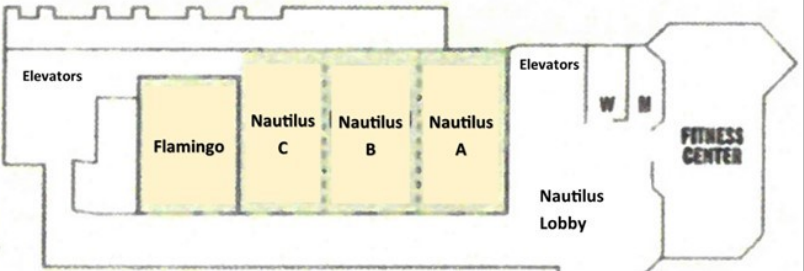 Elevators
Elevators
Flamingo
Nautilus
C
Nautilus
B
Nautilus
A
W
M
FITNESS
CENTER
Nautilus
Lobby